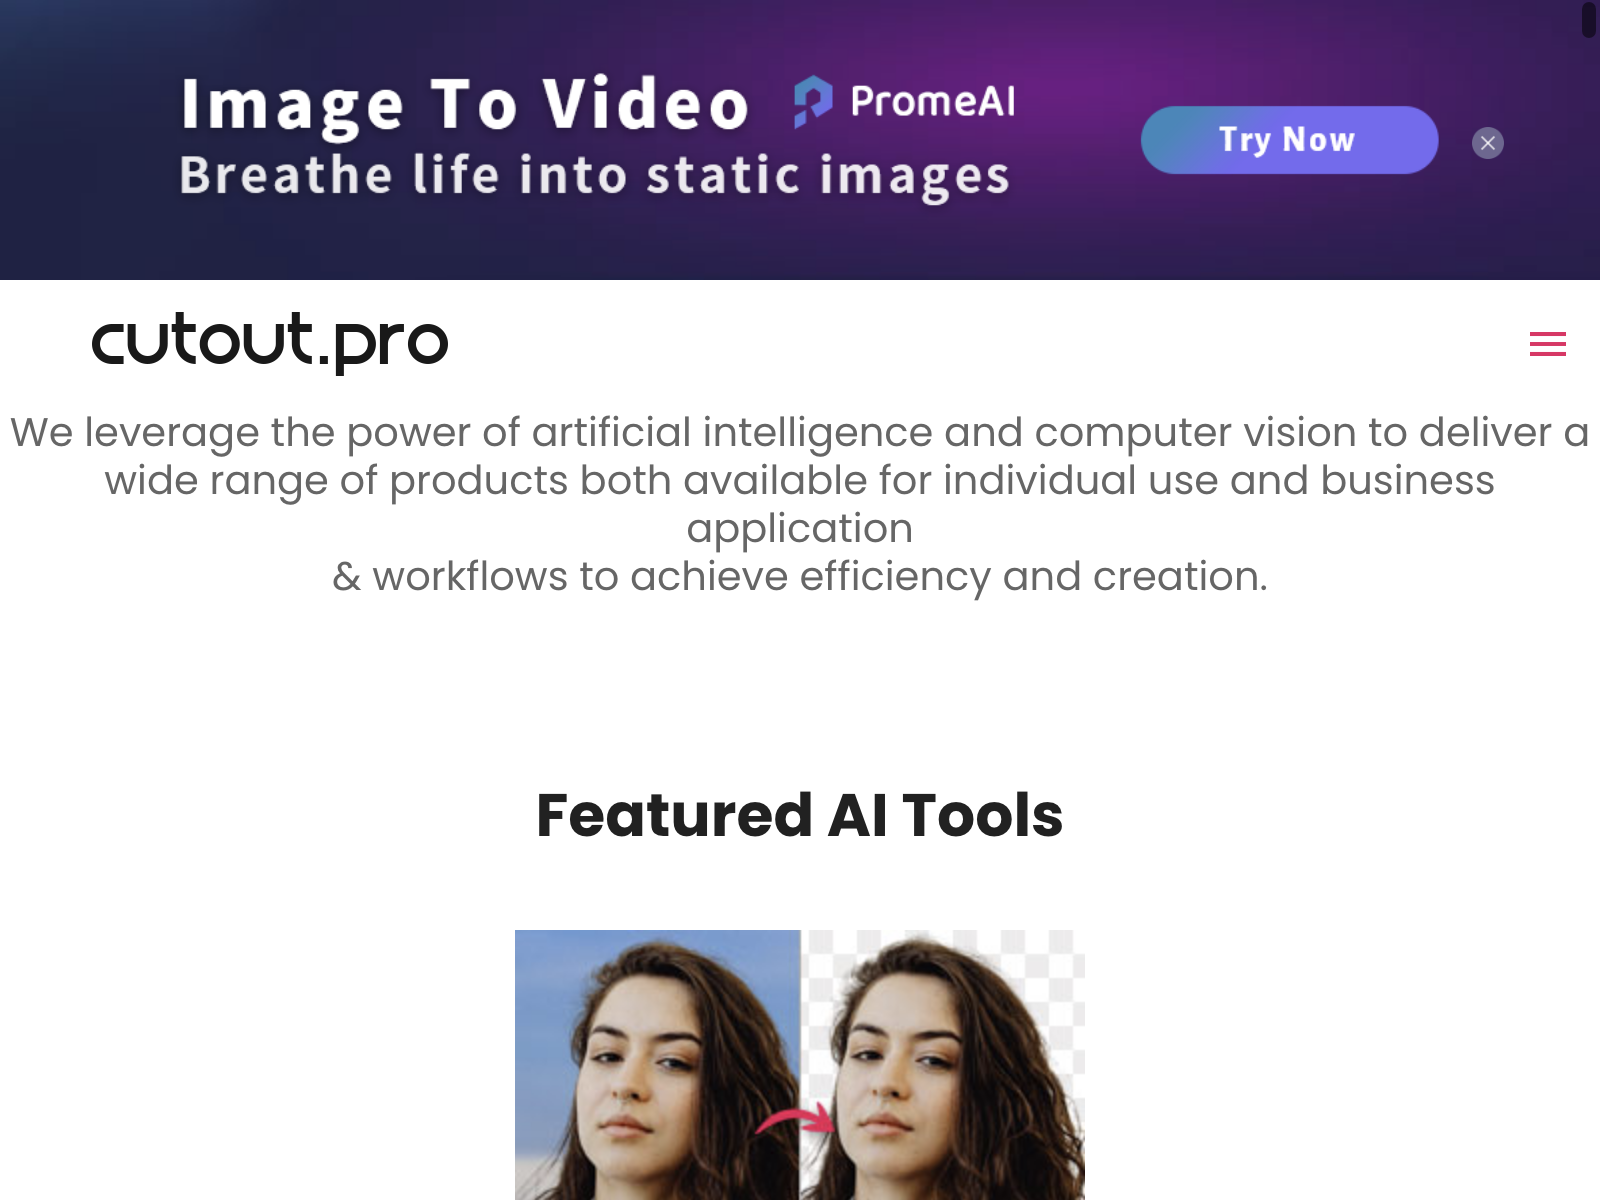 Image To Video PromeAI
Breathe life into static images
Try Now
cutout.pro
We leverage the power of artificial intelligence and computer vision to deliver a
wide range of products both available for individual use and business
application
& workflows to achieve efficiency and creation.
Featured AI Tools